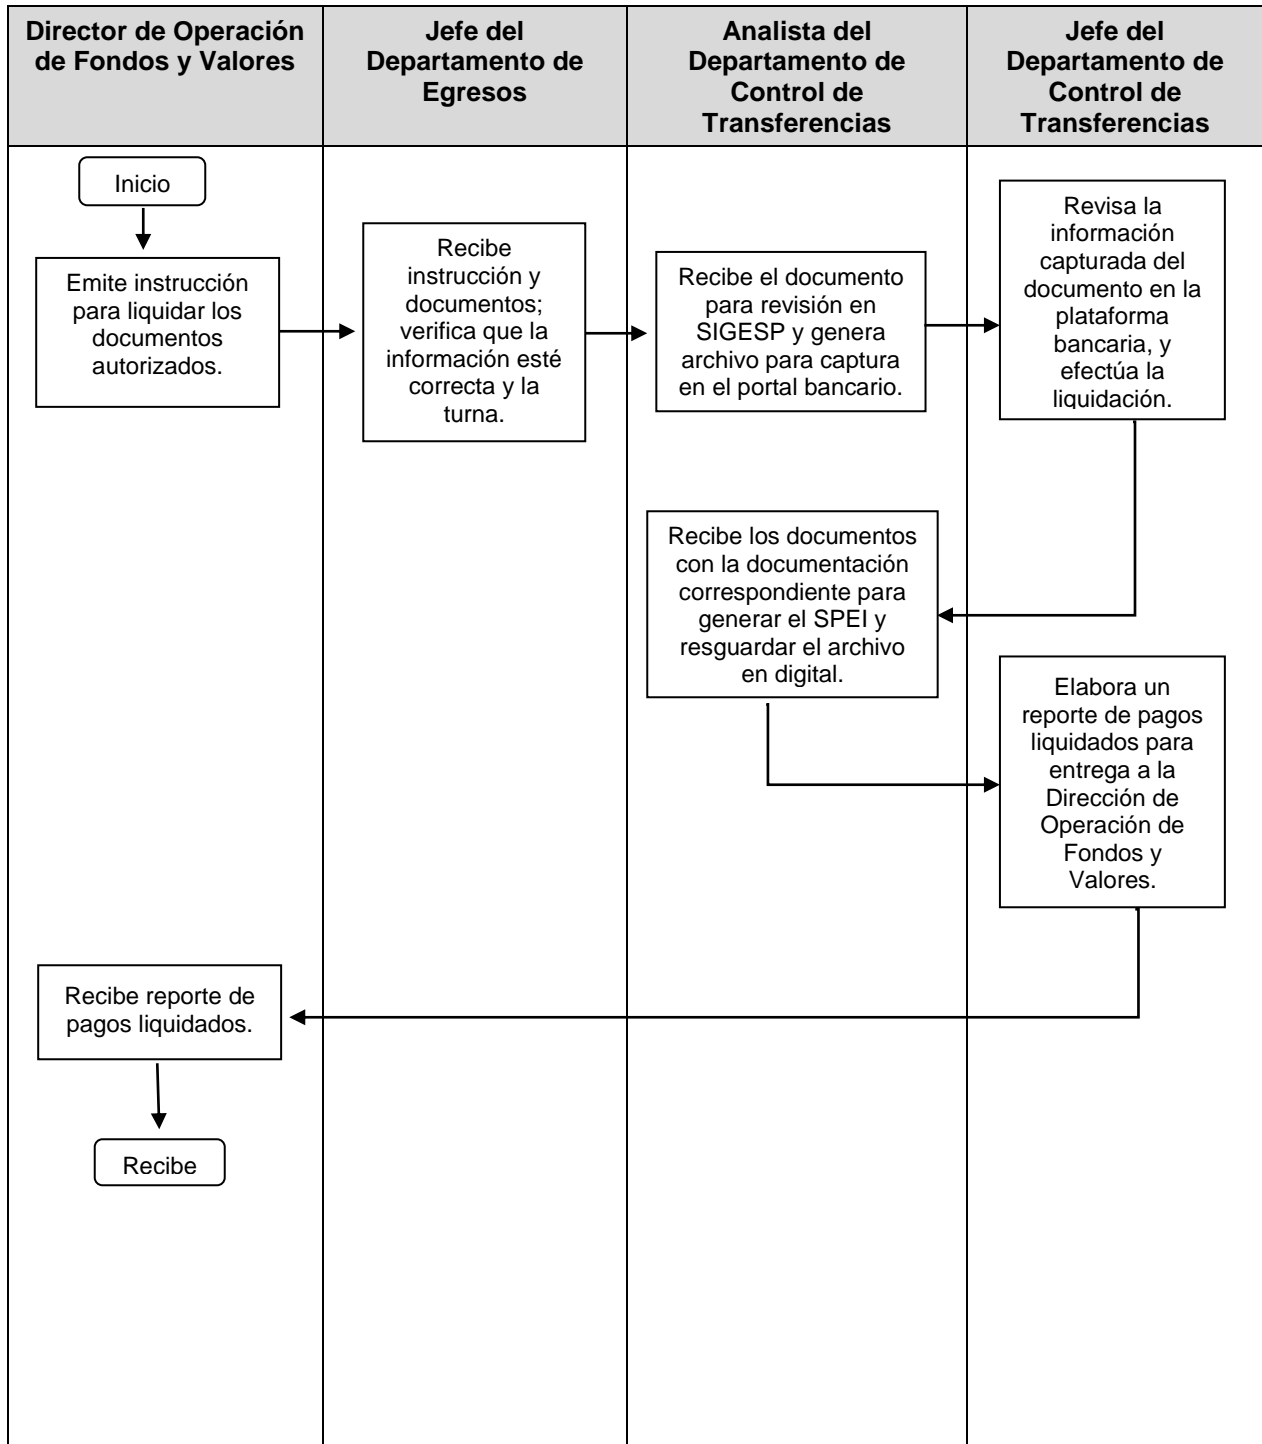 Director de Operación
de Fondos y Valores
Jefe del
Departamento de
Egresos
Analista del
Departamento de
Control de
Transferencias
Jefe del
Departamento de
Control de
Transferencias
Inicio
Emite instrucción
para liquidar los
documentos
autorizados.
Recibe
instrucción y
documentos;
verifica que la
información esté
correcta y la
turna.
Recibe el documento
para revisión en
SIGESP y genera
archivo para captura
en el portal bancario.
Revisa la
información
capturada del
documento en la
plataforma
bancaria, y
efectúa la
liquidación.
Recibe los documentos
con la documentación
correspondiente para
generar el SPEI y
resguardar el archivo
en digital.
Elabora un
reporte de pagos
liquidados para
entrega a la
Dirección de
Operación de
Fondos y
Valores.
Recibe reporte de
pagos liquidados.
Recibe